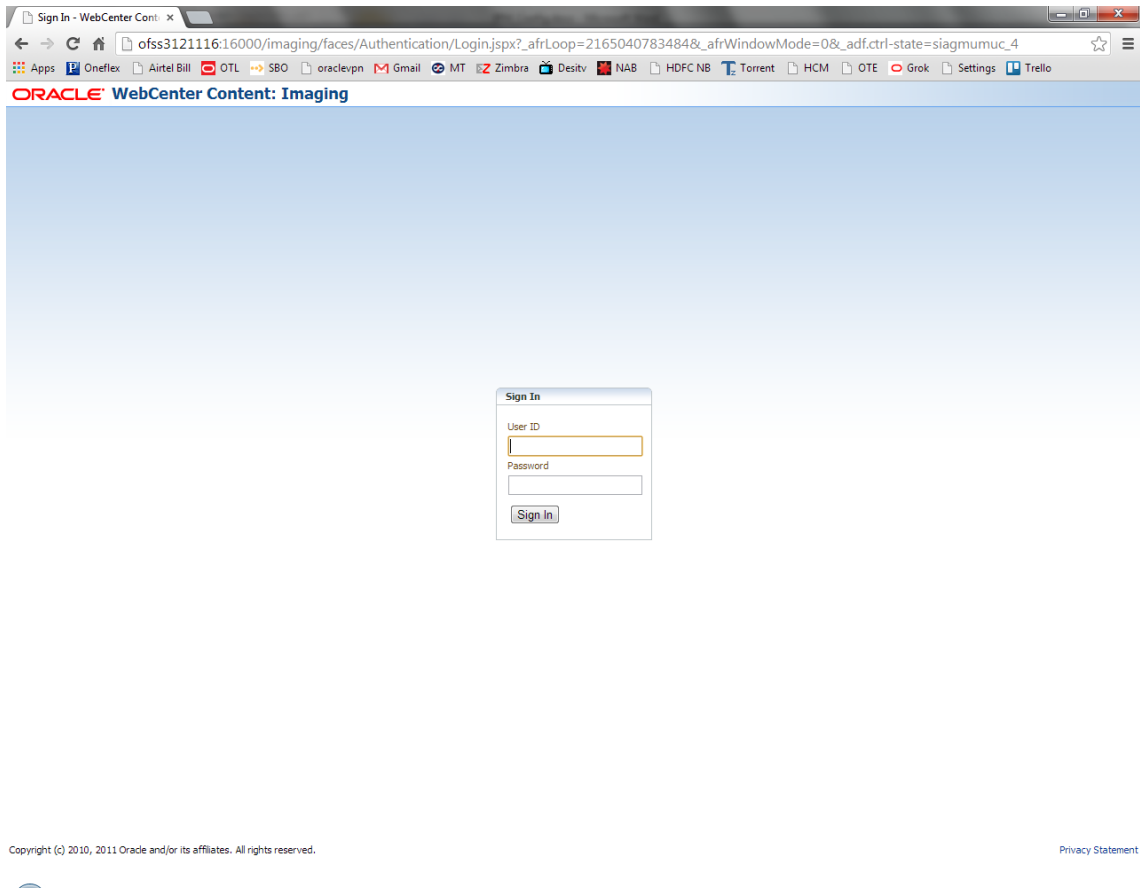 Sign In - WebCenter Cont
ofss3121116:16000/imaging/faces/Authentication/Login.jspx?_afrLoop=2165040783484&_afrWindowMode=0&_adf.ctrl-state=siagmumuc_4
Apps Oneflex Airtel Bill OTL SBO oraclevpn Gmail MT Zimbra Desitv NAB HDFC NB Torrent HCM OTE Grok Settings Trello
ORACLE WebCenter Content: Imaging
Sign In
User ID
Password
Sign In
Copyright (c) 2010, 2011 Oracle and/or its affiliates. All rights reserved. Privacy Statement